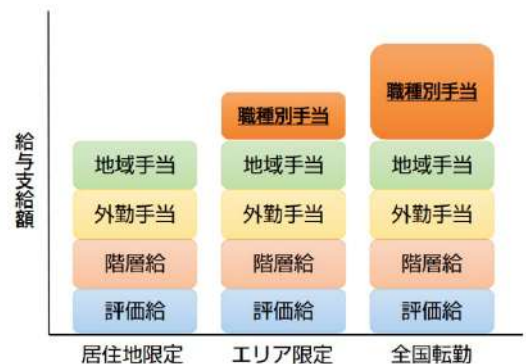 給与支給額
職種別手当
職種別手当
地域手当
地域手当
地域手当
外勤手当
外勤手当
外勤手当
階層給
階層給
階層給
評価給
評価給
評価給
居住地限定
エリア限定
全国転勤